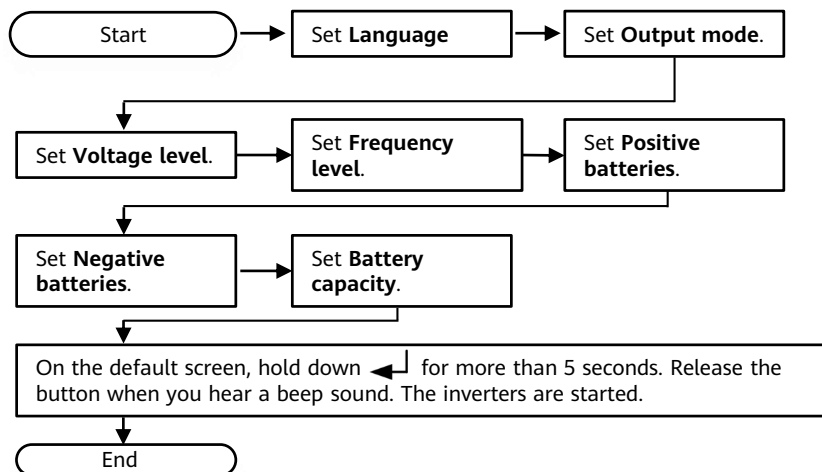 Start
Set Language
Set Output mode.
Set Voltage level.
Set Frequency
level.
Set Positive
batteries.
Set Negative
batteries.
Set Battery
capacity.
On the default screen, hold down for more than 5 seconds. Release the
button when you hear a beep sound. The inverters are started.
End